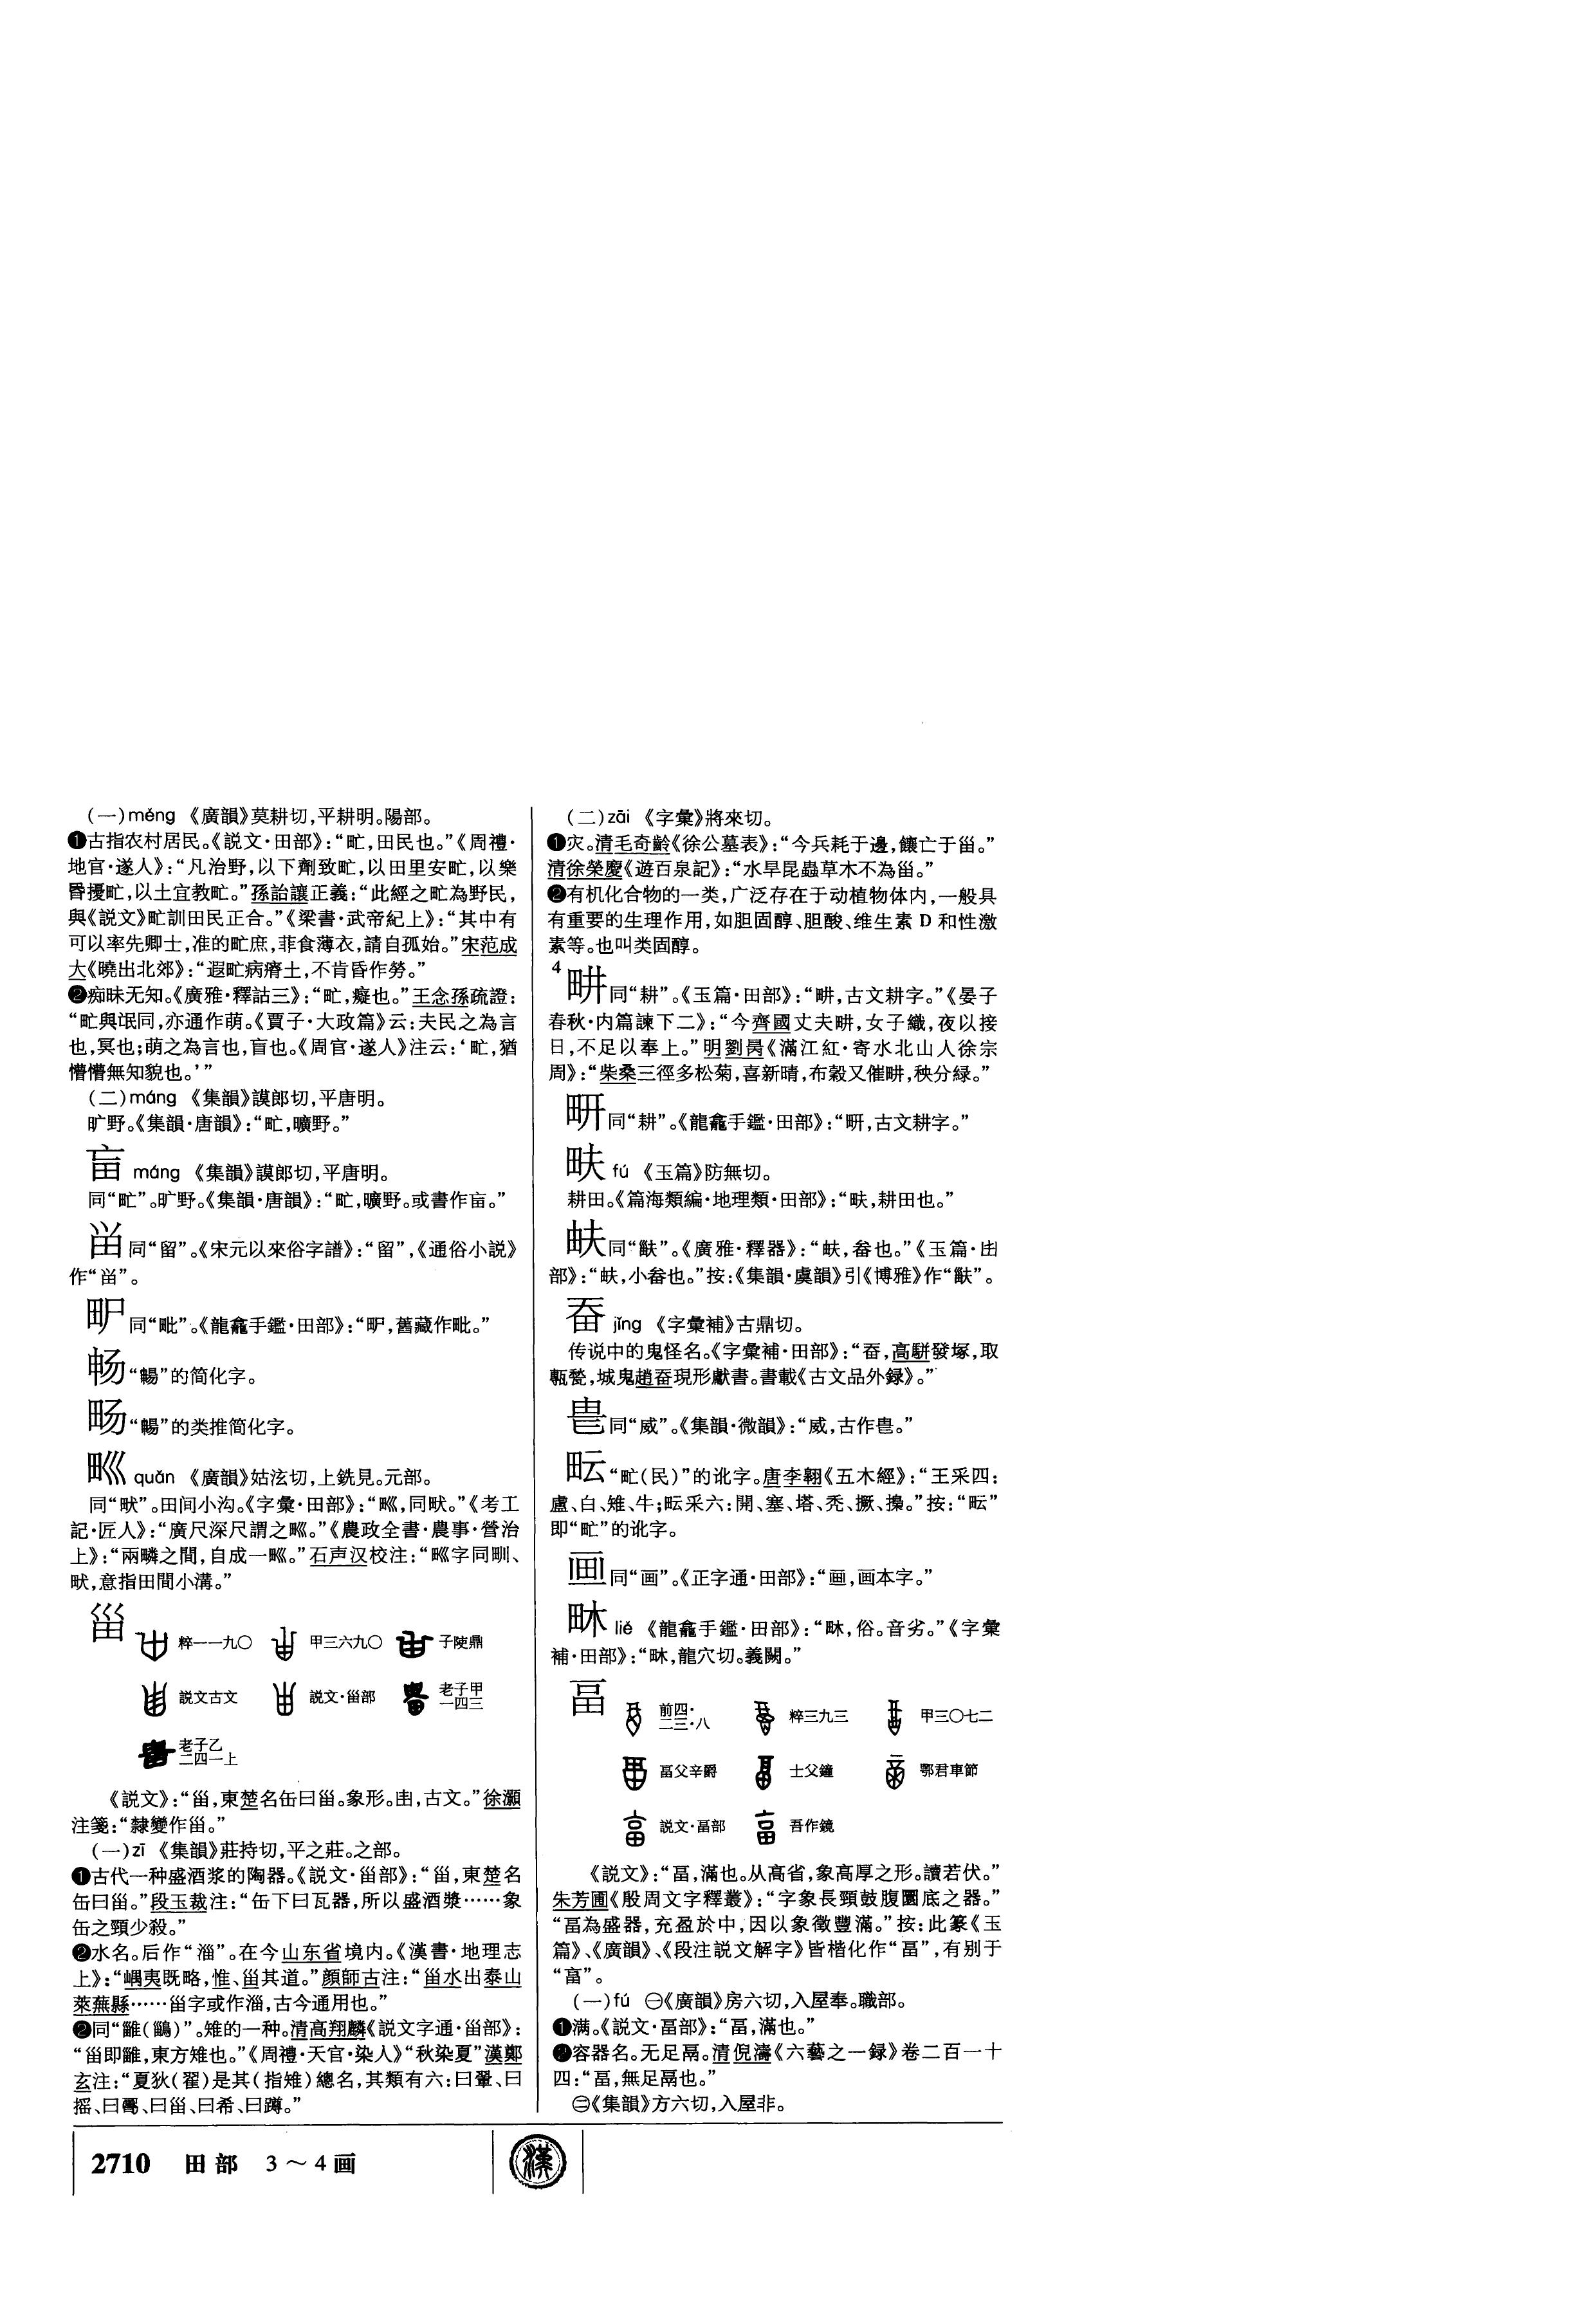 (一)měng 《廣韻》莫耕切,平耕明。陽部。
❶古指农村居民。《説文·田部》:“甿,田民也。”《周禮·
地官·遂人》:“凡治野,以下劑致甿,以田里安甿,以樂
昬擾甿,以土宜教甿。”孫詒讓正義:“此經之甿為野民,
與《説文》甿訓田民正合。”《梁書·武帝紀上》:“其中有
可以率先卿士,准的甿庶,菲食薄衣,請自孤始。”宋范成
大《曉出北郊》:“遐甿病瘠土,不肯昏作勞。”
❷痴昧无知。《廣雅·釋詁三》:“甿,癡也。”王念孫疏證:
“甿與氓同,亦通作萌。《賈子·大政篇》云:夫民之為言
也,冥也;萌之為言也,盲也。《周官·遂人》注云:‘甿,猶
懵懵無知貌也。’”
(二)máng 《集韻》謨郎切,平唐明。
旷野。《集韻·唐韻》:“甿,曠野。”
máng 《集韻》謨郎切,平唐明。
同“甿”。旷野。《集韻·唐韻》:“甿,曠野。或書作𤰫。”
同“留”。《宋元以來俗字譜》:“留”,《通俗小説》
作“ ”。
同“毗”。《龍龕手鑑·田部》:“ ,舊藏作毗。”
畅“暢”的简化字。
“畼”的类推简化字。
甽 quǎn 《廣韻》姑泫切,上銑見。元部。
同“畎”。田间小沟。《字彙·田部》:“ ,同畎。”《考工
記·匠人》:“廣尺深尺謂之 。”《農政全書·農事·營治
上》:“兩疄之間,自成一 。”石声汉校注:“ 字同甽、
畎,意指田間小溝。”
甾 粹一一九〇 甲三六九〇 子陵鼎
説文古文 説文·甾部 老子甲一四三
老子乙二四一上
《説文》:“甾,東楚名缶曰甾。象形。𠙹,古文。”徐灝
注箋:“隸變作甾。”
(一)zī 《集韻》莊持切,平之莊。之部。
❶古代一种盛酒浆的陶器。《説文·甾部》:“甾,東楚名
缶曰甾。”段玉裁注:“缶下曰瓦器,所以盛酒漿……象
缶之頸少殺。”
❷水名。后作“淄”。在今山东省境内。《漢書·地理志
上》:“嵎夷既略,惟、甾其道。”顔師古注:“甾水出泰山
萊蕪縣……甾字或作淄,古今通用也。”
❷同“雝(鶅)”。雉的一种。清高翔麟《説文字通·甾部》:
“甾即雝,東方雉也。”《周禮·天官·染人》“秋染夏”漢鄭
玄注:“夏狄(翟)是其(指雉)總名,其類有六:曰翬、曰
摇、曰 、曰甾、曰希、曰蹲。”
(二)zāi 《字彙》將來切。
❶灾。清毛奇齡《徐公墓表》:“今兵耗于邊,饟亡于甾。”
清徐榮慶《遊百泉記》:“水旱昆蟲草木不為甾。”
❷有机化合物的一类,广泛存在于动植物体内,一般具
有重要的生理作用,如胆固醇、胆酸、维生素 D 和性激
素等。也叫类固醇。
4
畊同“耕”。《玉篇·田部》:“畊,古文耕字。”《晏子
春秋·内篇諫下二》:“今齊國丈夫畊,女子織,夜以接
日,不足以奉上。”明劉昺《滿江紅·寄水北山人徐宗
周》:“柴桑三徑多松菊,喜新晴,布穀又催畊,秧分緑。”
同“耕”。《龍龕手鑑·田部》:“ ,古文耕字。”
畉 fú 《玉篇》防無切。
耕田。《篇海類編·地理類·田部》:“畉,耕田也。”
同“ ”。《廣雅·釋器》:“ ,畚也。”《玉篇·
部》:“ ,小畚也。”按:《集韻·虞韻》引《博雅》作“ ”。
jǐng 《字彙補》古鼎切。
传说中的鬼怪名。《字彙補·田部》:“ ,高駢發塚,取
甎甃,城鬼趙 現形獻書。書載《古文品外録》。”
同“威”。《集韻·微韻》:“威,古作 。”
畇“甿(民)”的讹字。唐李翱《五木經》:“王采四:
盧、白、雉、牛;𤰶采六:開、塞、塔、秃、撅、 。”按:“ ”
即“甿”的讹字。
同“画”。《正字通·田部》:“ ,画本字。”
liě 《龍龕手鑑·田部》:“ ,俗。音劣。”《字彙
補·田部》:“ ,龍穴切。義闕。”
畐 前四·二三·八 粹三九三 甲三〇七二
畐父辛爵 士父鐘 鄂君車節
説文·畐部 吾作鏡
《説文》:“畐,滿也。从高省,象高厚之形。讀若伏。”
朱芳圃《殷周文字釋叢》:“字象長頸鼓腹圜底之器。”
“畐為盛器,充盈於中,因以象徵豐滿。”按:此篆《玉
篇》、《廣韻》、《段注説文解字》皆楷化作“畐”,有别于
“ ”。
(一)fú ㊀《廣韻》房六切,入屋奉。職部。
❶满。《説文·畐部》:“畐,滿也。”
❷容器名。无足鬲。清倪濤《六藝之一録》卷二百一十
四:“畐,無足鬲也。”
㊁《集韻》方六切,入屋非。
2710 田部 3～4画
漢